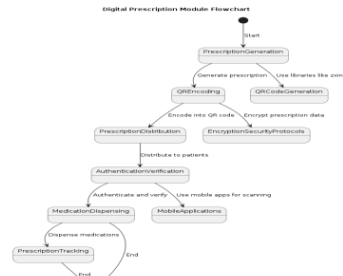 Digital Prescription Module Flowchart
Start
PrescriptionGeneration
Generate prescription
Use libraries like
QREncoding
QRCodeGeneration
Encode into QR code
Encrypt prescription data
PrescriptionDistribution
EncryptionSecurityProtocols
Distribute to patients
AuthenticationVerification
Authenticate and verify
Use mobile apps for scanning
MedicationDispensing
MobileApplications
Dispense medications
PrescriptionTracking
End
End